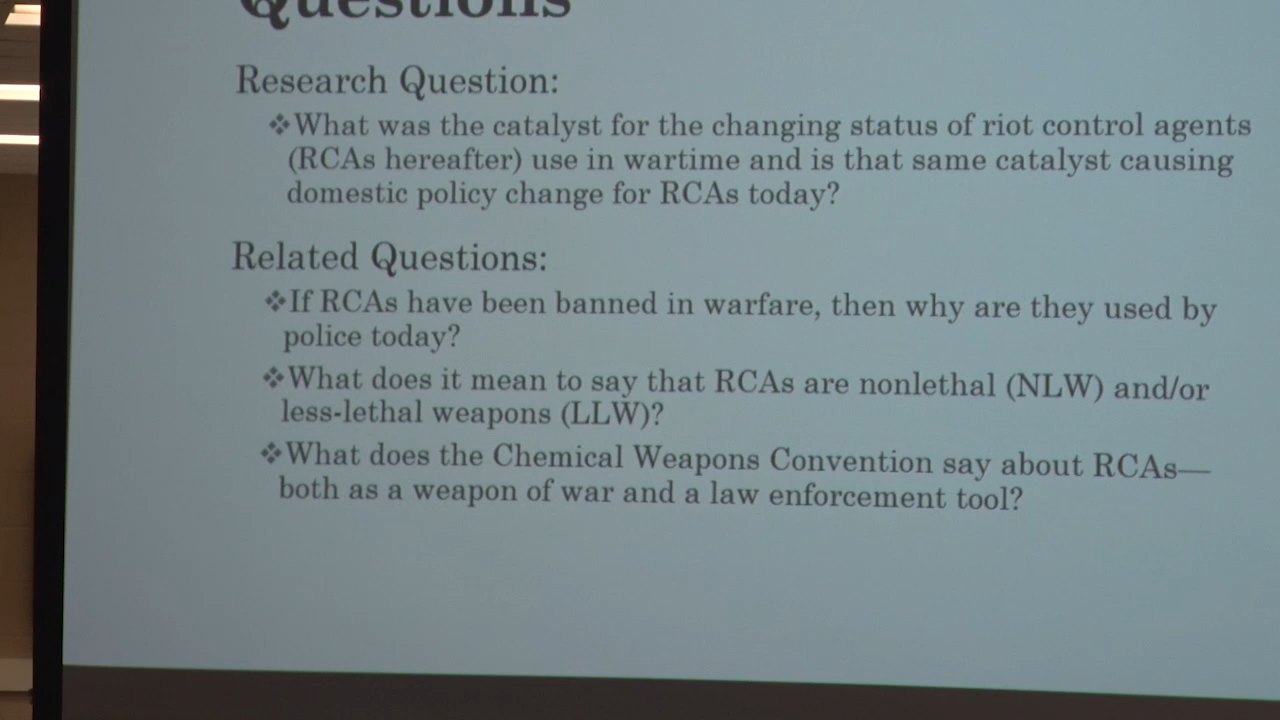 Questions
Research Question:
❖What was the catalyst for the changing status of riot control agents
(RCAs hereafter) use in wartime and is that same catalyst causing
domestic policy change for RCAs today?
Related Questions:
❖If RCAs have been banned in warfare, then why are they used by
police today?
❖What does it mean to say that RCAs are nonlethal (NLW) and/or
less-lethal weapons (LLW)?
❖What does the Chemical Weapons Convention say about RCAs—
both as a weapon of war and a law enforcement tool?